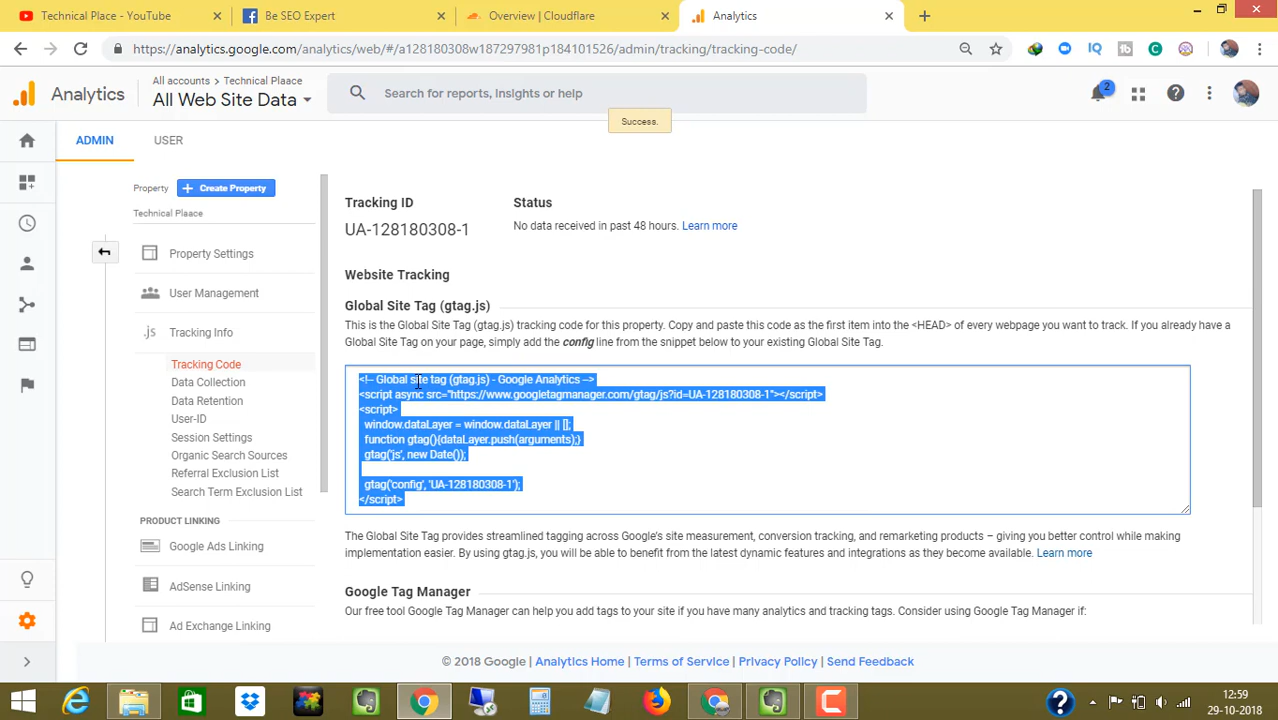 Technical Place - YouTube
Be SEO Expert
Overview | Cloudflare
Analytics
https://analytics.google.com/analytics/web/#/a128180308w187297981p184101526/admin/tracking/tracking-code/
Analytics
All accounts > Technical Plaace
All Web Site Data
Search for reports, insights or help
2
Success.
ADMIN
USER
Property
+ Create Property
Technical Plaace
Property Settings
User Management
.js Tracking Info
Tracking Code
Data Collection
Data Retention
User-ID
Session Settings
Organic Search Sources
Referral Exclusion List
Search Term Exclusion List
PRODUCT LINKING
Google Ads Linking
AdSense Linking
Ad Exchange Linking
Tracking ID
UA-128180308-1
Status
No data received in past 48 hours. Learn more
Website Tracking
Global Site Tag (gtag.js)
This is the Global Site Tag (gtag.js) tracking code for this property. Copy and paste this code as the first item into the <HEAD> of every webpage you want to track. If you already have a
Global Site Tag on your page, simply add the config line from the snippet below to your existing Global Site Tag.
<!-- Global site tag (gtag.js) - Google Analytics -->
<script async src="https://www.googletagmanager.com/gtag/js?id=UA-128180308-1"></script>
<script>
window.dataLayer = window.dataLayer || [];
function gtag(){dataLayer.push(arguments);}
gtag('js', new Date());
gtag('config', 'UA-128180308-1');
</script>
The Global Site Tag provides streamlined tagging across Google's site measurement, conversion tracking, and remarketing products – giving you better control while making
implementation easier. By using gtag.js, you will be able to benefit from the latest dynamic features and integrations as they become available. Learn more
Google Tag Manager
Our free tool Google Tag Manager can help you add tags to your site if you have many analytics and tracking tags. Consider using Google Tag Manager if:
© 2018 Google | Analytics Home | Terms of Service | Privacy Policy | Send Feedback
12:59
29-10-2018